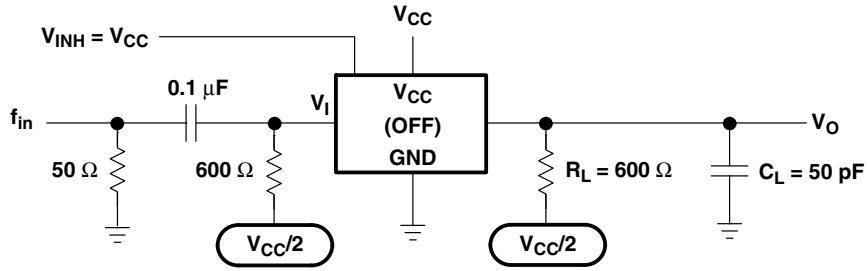 V_CC
V_INH = V_CC
0.1 μF
f_in
V_I
V_CC
(OFF)
GND
V_O
50 Ω
600 Ω
R_L = 600 Ω
C_L = 50 pF
V_CC/2
V_CC/2